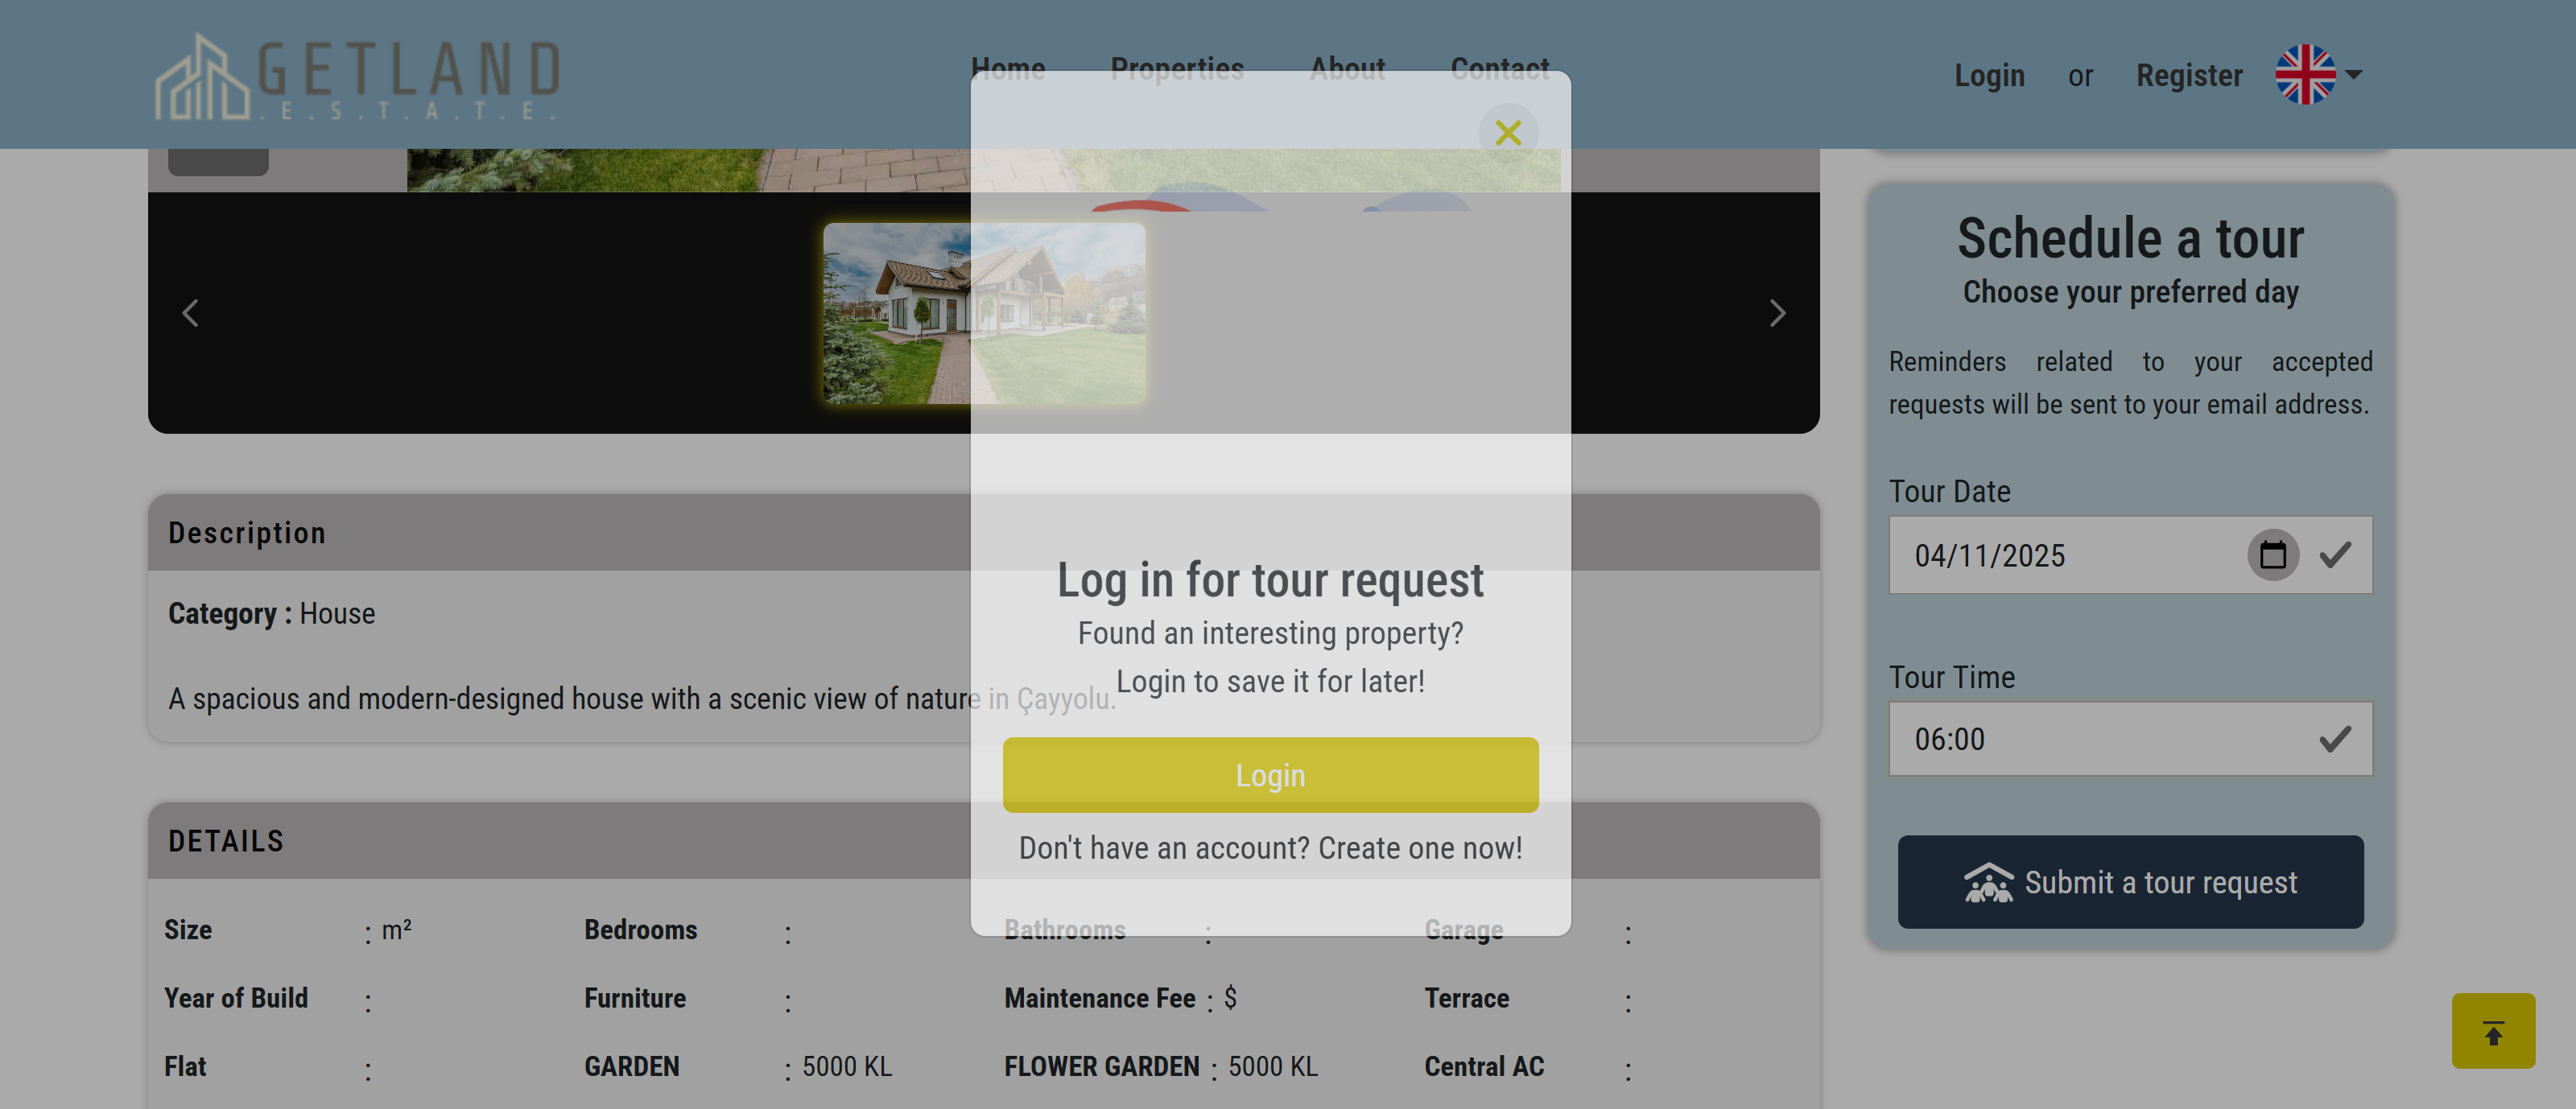 GETLAND
.E.S.T.A.T.E.
Home Properties About Contact
Login or Register
Schedule a tour
Choose your preferred day
Reminders related to your accepted
requests will be sent to your email address.
Tour Date
04/11/2025
Tour Time
06:00
Submit a tour request
Description
Category : House
A spacious and modern-designed house with a scenic view of nature in Çayyolu.
Log in for tour request
Found an interesting property?
Login to save it for later!
Login
Don't have an account? Create one now!
DETAILS
Size : m² Bedrooms : Bathrooms : Garage :
Year of Build : Furniture : Maintenance Fee : $ Terrace :
Flat : GARDEN : 5000 KL FLOWER GARDEN : 5000 KL Central AC :